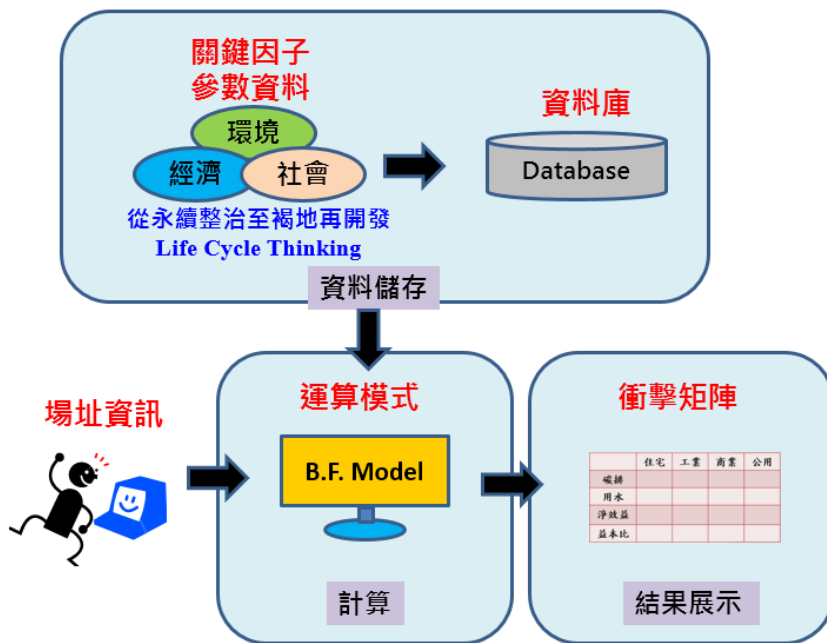 關鍵因子
參數資料
環境
經濟
社會
從永續整治至褐地再開發
Life Cycle Thinking
資料庫
Database
資料儲存
場址資訊
運算模式
B.F. Model
計算
衝擊矩陣
住宅 工業 商業 公用
碳排
用水
淨效益
益本比
結果展示